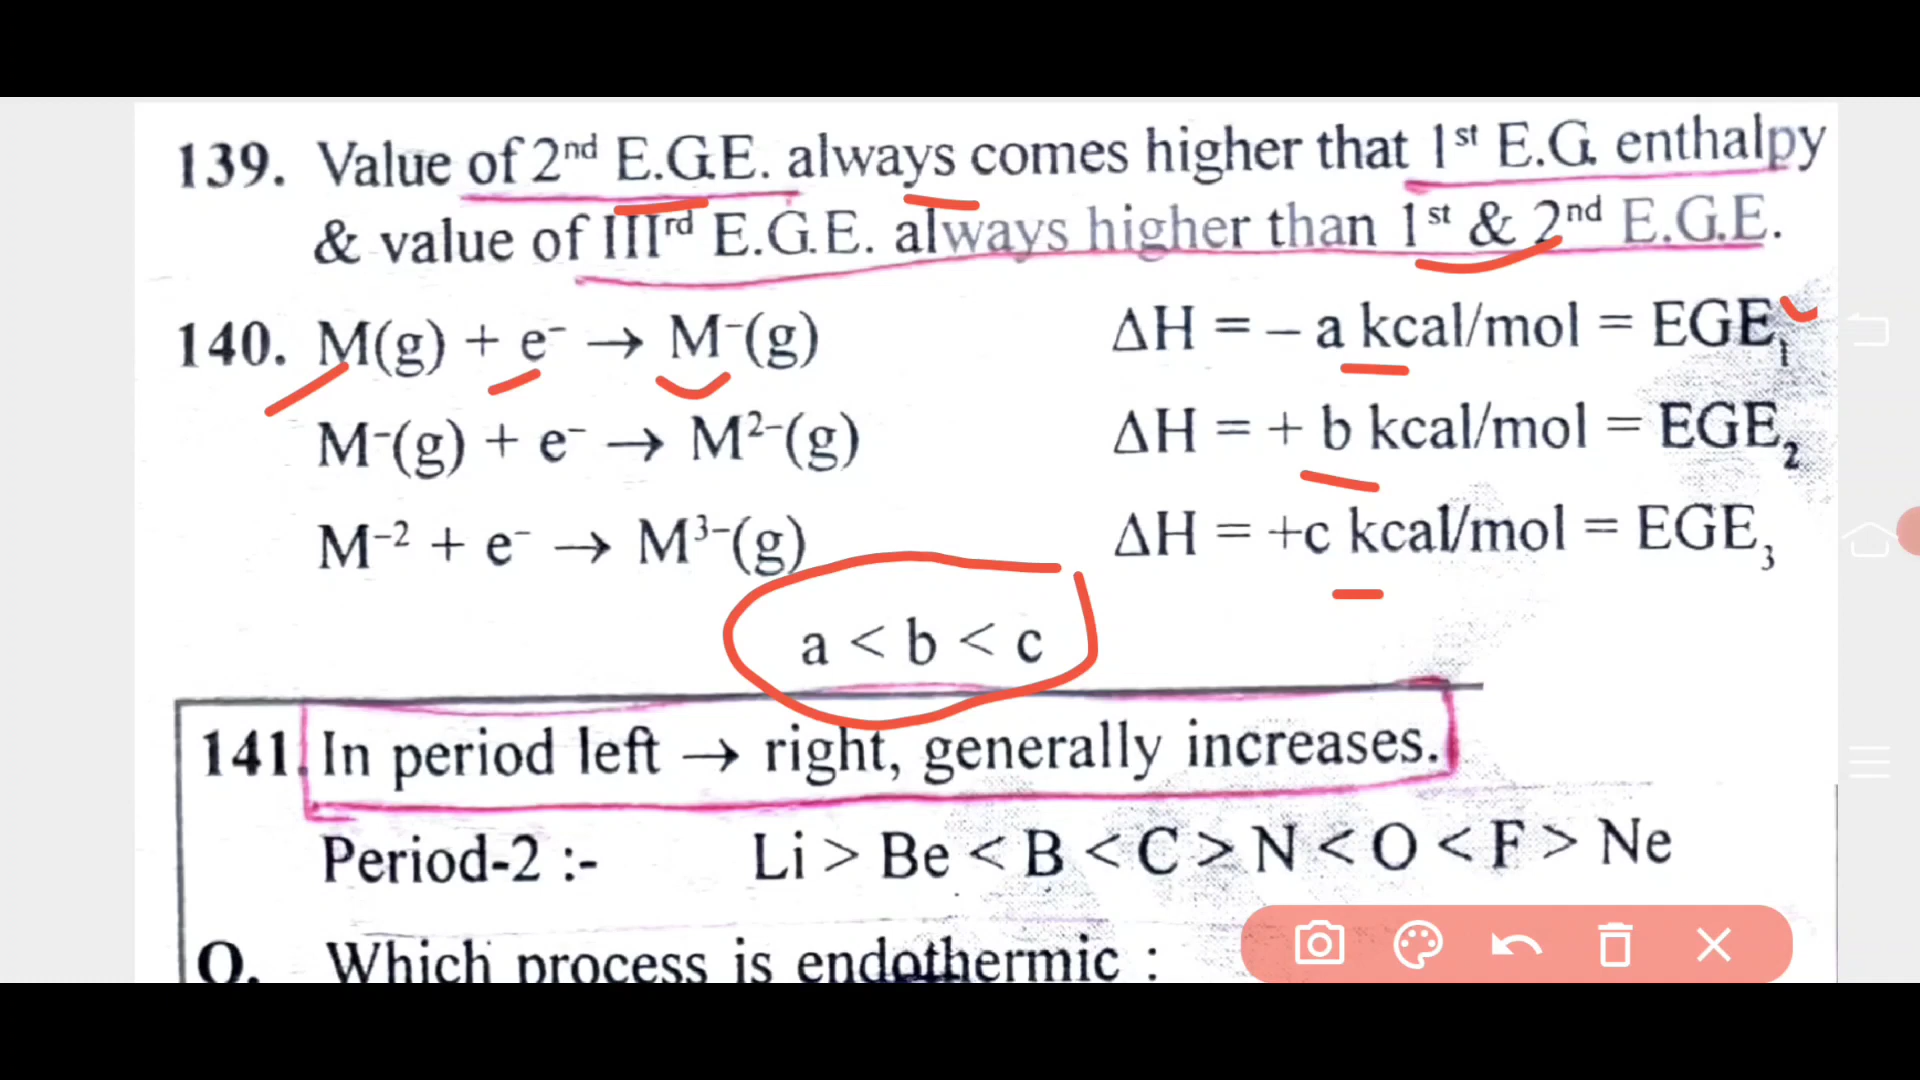 139. Value of 2nd E.G.E. always comes higher that 1st E.G. enthalpy
& value of IIIrd E.G.E. always higher than 1st & 2nd E.G.E.
140. M(g) + e⁻ → M⁻(g) ΔH = – a kcal/mol = EGE₁
M⁻(g) + e⁻ → M²⁻(g) ΔH = + b kcal/mol = EGE₂
M⁻² + e⁻ → M³⁻(g) ΔH = +c kcal/mol = EGE₃
a < b < c
141. In period left → right, generally increases.
Period-2 :- Li > Be < B < C > N < O < F > Ne
Q. Which process is endothermic :